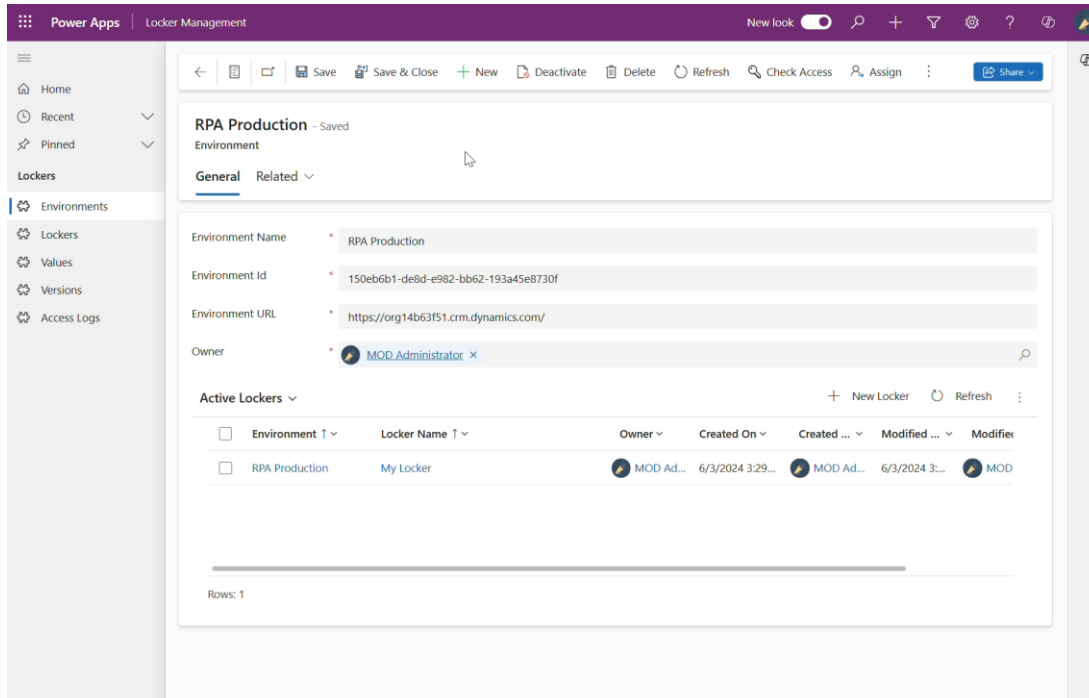 Power Apps Locker Management New look
Save Save & Close New Deactivate Delete Refresh Check Access Assign Share
Home
Recent
Pinned
Lockers
Environments
Lockers
Values
Versions
Access Logs
RPA Production - Saved
Environment
General Related
Environment Name * RPA Production
Environment Id * 150eb6b1-de8d-e982-bb62-193a45e8730f
Environment URL * https://org14b63f51.crm.dynamics.com/
Owner * MOD Administrator
Active Lockers New Locker Refresh
Environment Locker Name Owner Created On Created ... Modified ... Modified
RPA Production My Locker MOD Ad... 6/3/2024 3:29... MOD Ad... 6/3/2024 3:... MOD
Rows: 1